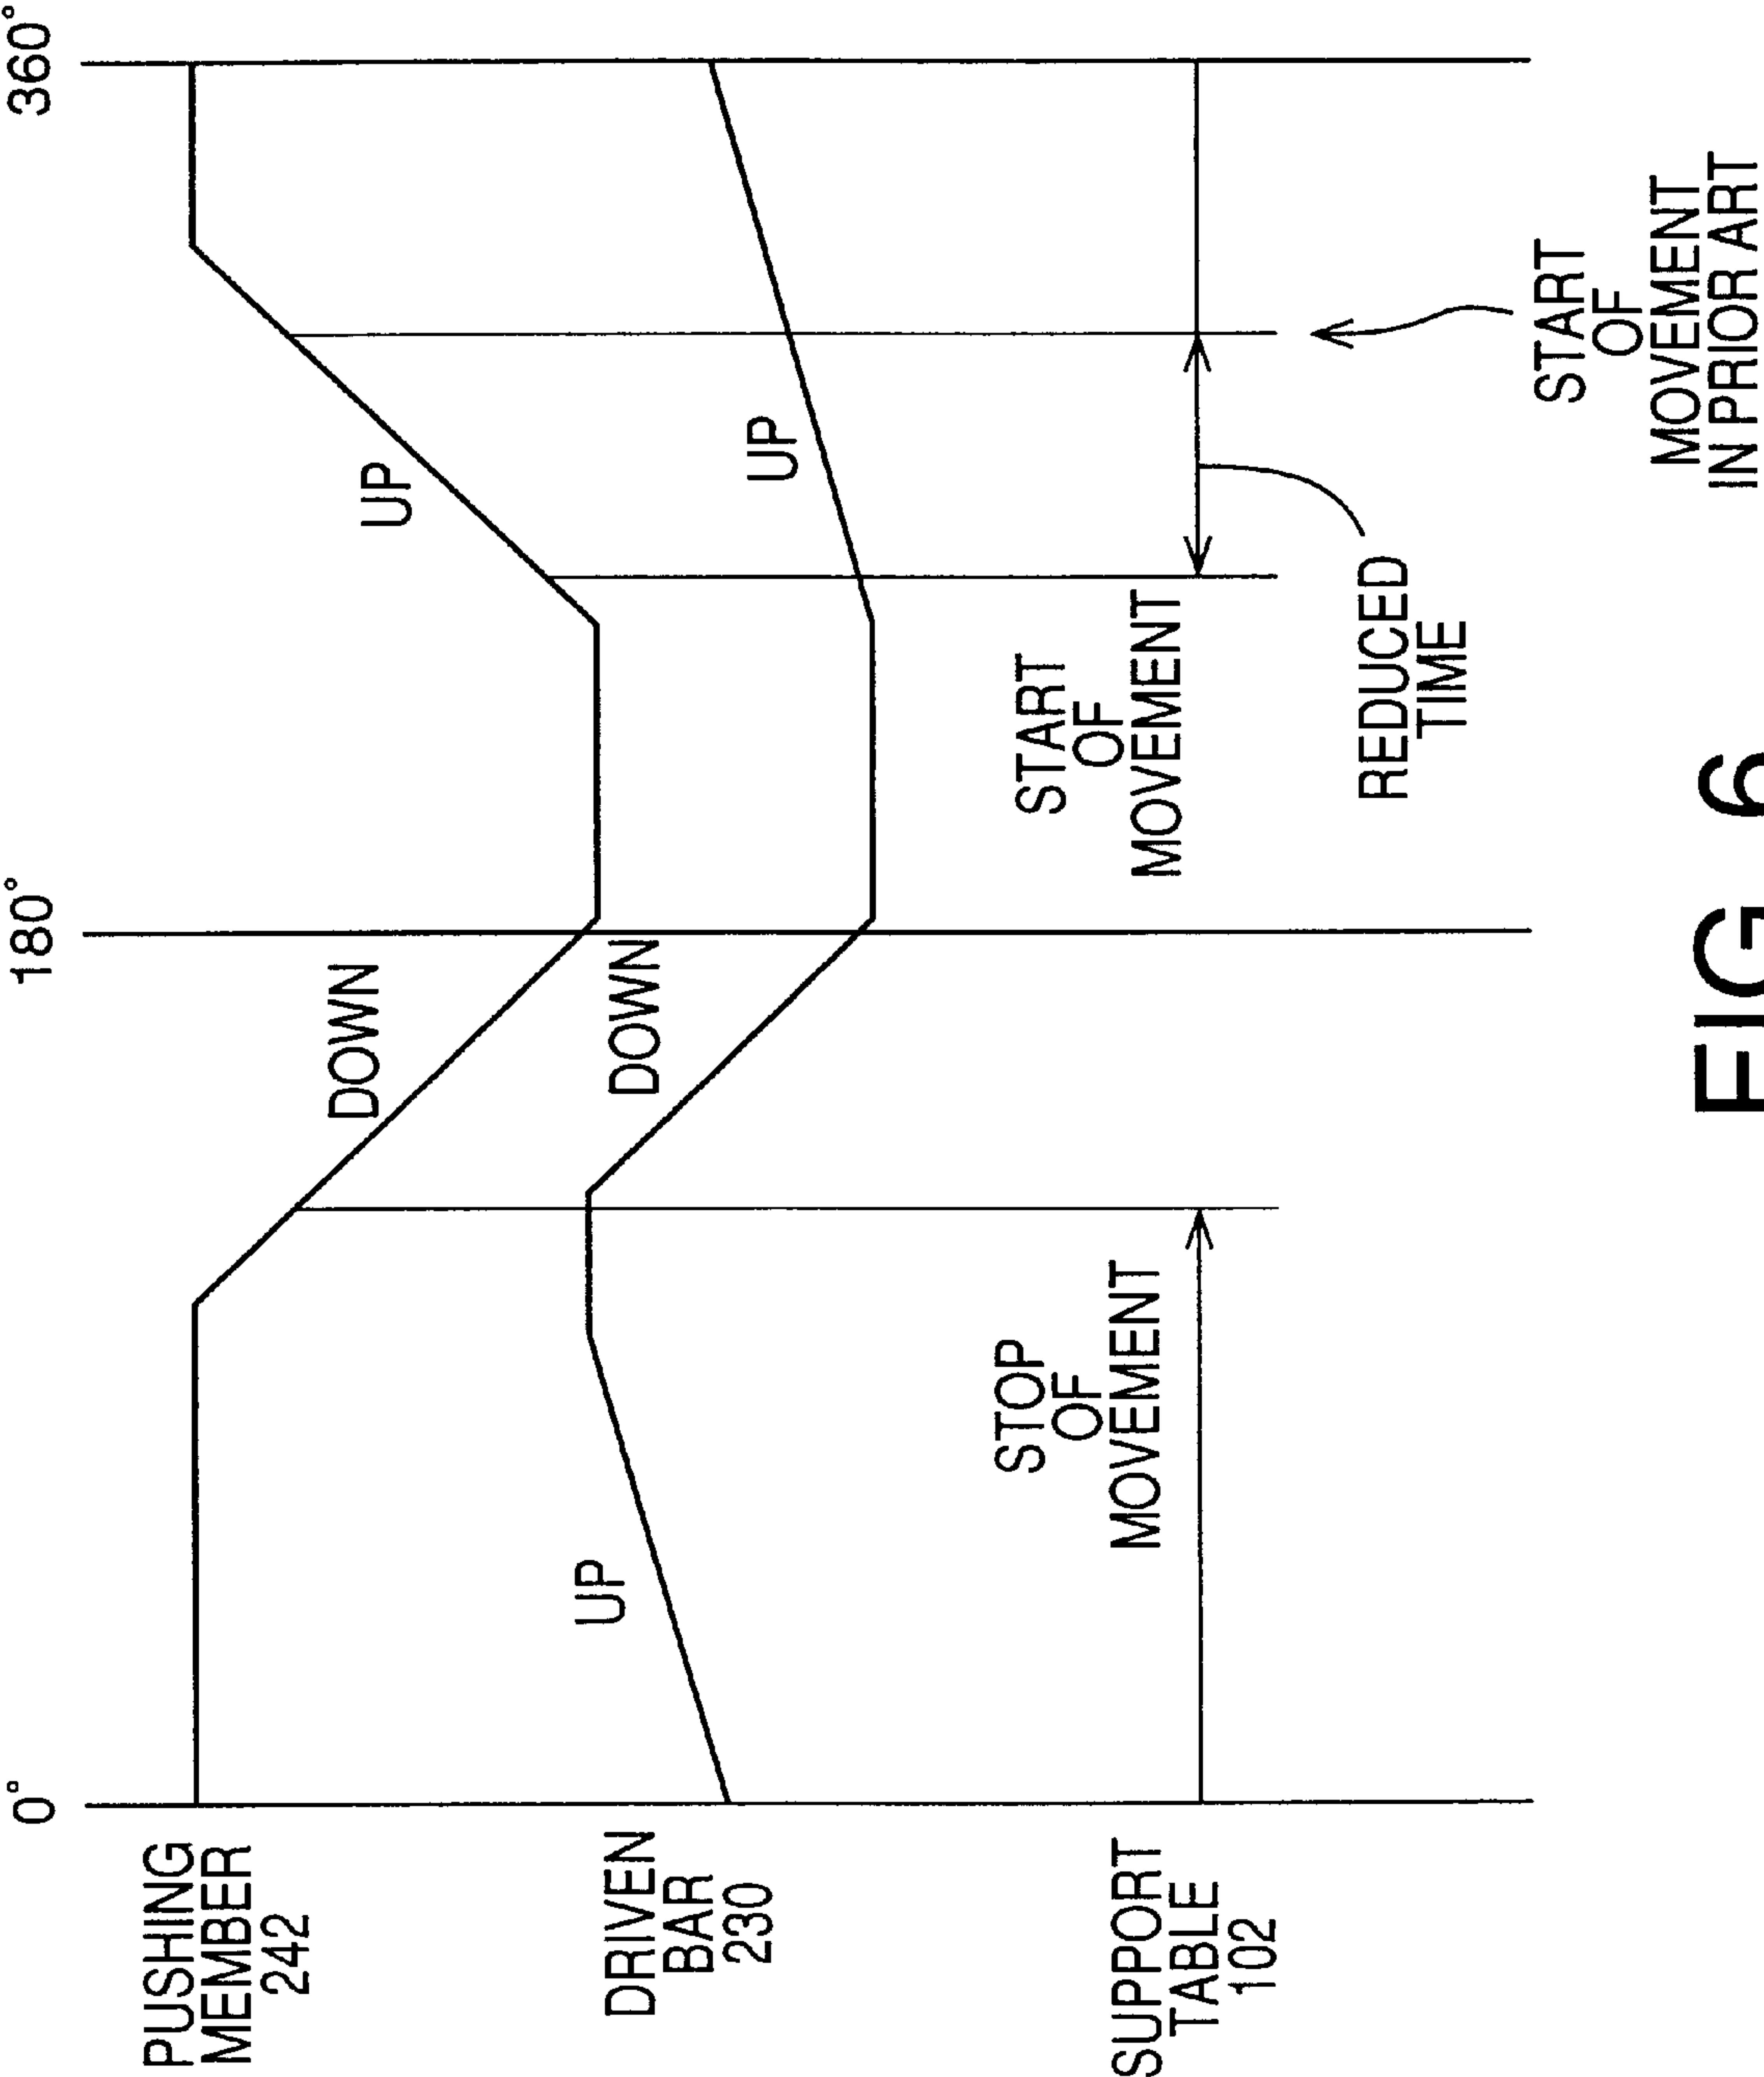 0°
180°
360°
PUSHING
MEMBER
242
DOWN
UP
DRIVEN
BAR
230
UP
DOWN
UP
SUPPORT
TABLE
102
STOP
OF
MOVEMENT
START
OF
MOVEMENT
REDUCED
TIME
START
OF
MOVEMENT
IN PRIOR ART
FIG 6